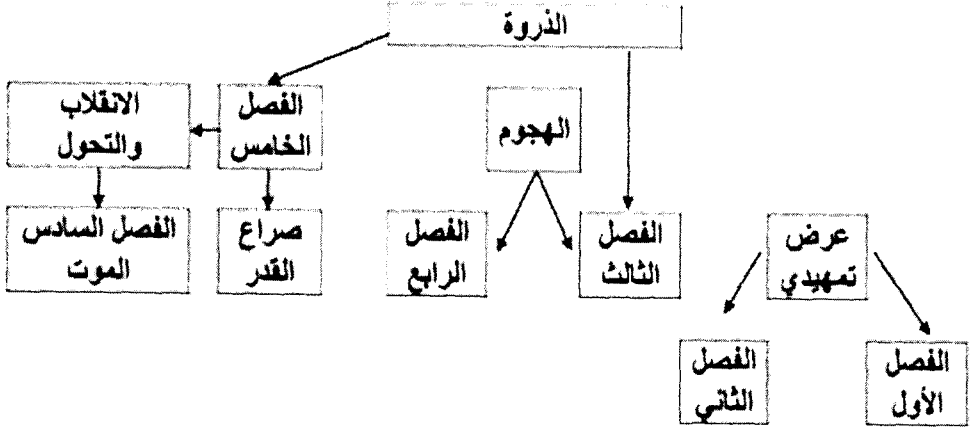 الذروة
الهجوم
الفصل
الخامس
الانقلاب
والتحول
عرض
تمهيدي
الفصل
الثالث
الفصل
الرابع
صراع
القدر
الفصل السادس
الموت
الفصل
الأول
الفصل
الثاني